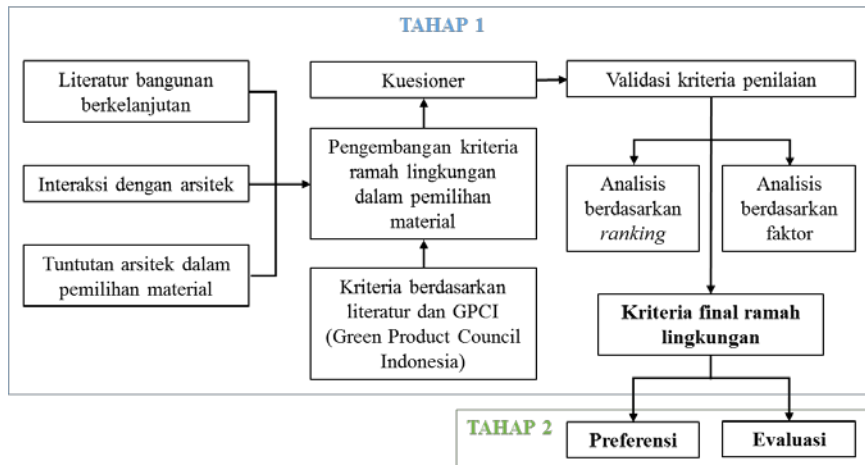 TAHAP 1
Literatur bangunan
berkelanjutan
Interaksi dengan arsitek
Tuntutan arsitek dalam
pemilihan material
Kuesioner
Pengembangan kriteria
ramah lingkungan
dalam pemilihan
material
Kriteria berdasarkan
literatur dan GPCI
(Green Product Council
Indonesia)
Validasi kriteria penilaian
Analisis
berdasarkan
ranking
Analisis
berdasarkan
faktor
Kriteria final ramah
lingkungan
TAHAP 2
Preferensi
Evaluasi